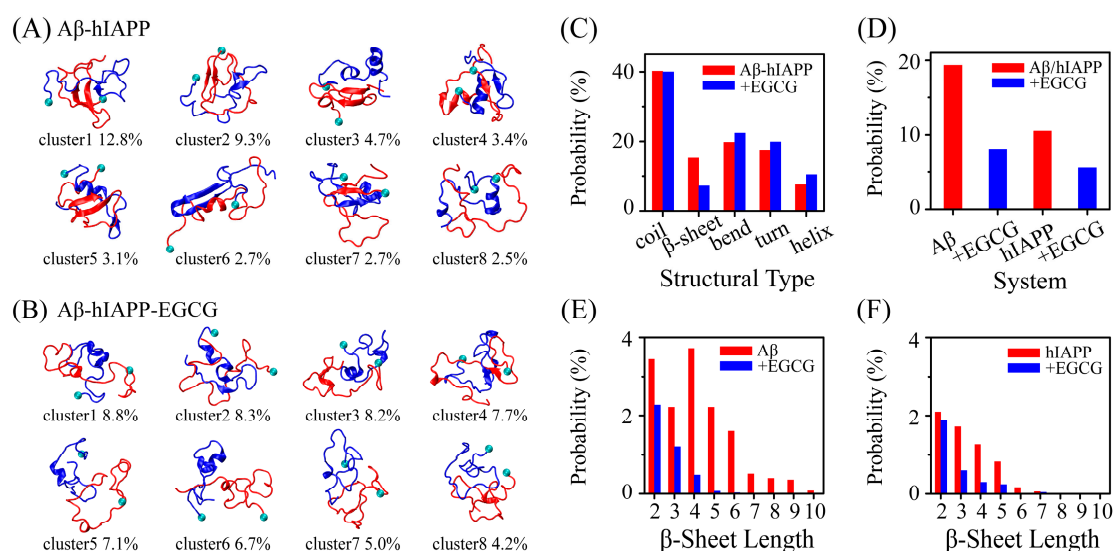 (A) Aβ-hIAPP
cluster1 12.8%
cluster2 9.3%
cluster3 4.7%
cluster4 3.4%
cluster5 3.1%
cluster6 2.7%
cluster7 2.7%
cluster8 2.5%
(B) Aβ-hIAPP-EGCG
cluster1 8.8%
cluster2 8.3%
cluster3 8.2%
cluster4 7.7%
cluster5 7.1%
cluster6 6.7%
cluster7 5.0%
cluster8 4.2%
(C)
Probability (%)
40
20
0
Aβ-hIAPP
+EGCG
coil
β-sheet
bend
turn
helix
Structural Type
(D)
Probability (%)
20
10
0
Aβ/hIAPP
+EGCG
Aβ
+EGCG
hIAPP
+EGCG
System
(E)
Probability (%)
4
2
0
Aβ
+EGCG
2 3 4 5 6 7 8 9 10
β-Sheet Length
(F)
Probability (%)
4
2
0
hIAPP
+EGCG
2 3 4 5 6 7 8 9 10
β-Sheet Length